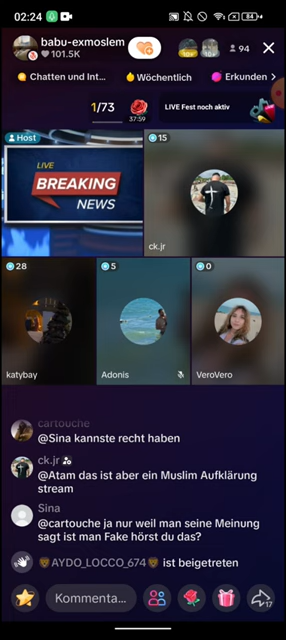 02:24
84
babu-exmoslem
101.5K
94
Chatten und Int...
Wöchentlich
Erkunden
1/73
37:59
LIVE Fest noch aktiv
Host
15
LIVE
BREAKING
NEWS
ck.jr
28
5
0
katybay
Adonis
VeroVero
cartouche
@Sina kannste recht haben
ck.jr
@Atam das ist aber ein Muslim Aufklärung
stream
Sina
@cartouche ja nur weil man seine Meinung
sagt ist man Fake hörst du das?
AYDO_LOCCO_674 ist beigetreten
Kommenta...
17